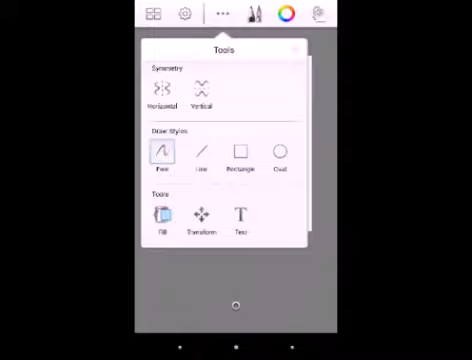 Tools
Symmetry
Horizontal Vertical
Draw Styles
Free Line Rectangle Oval
Tools
Fill Transform Text